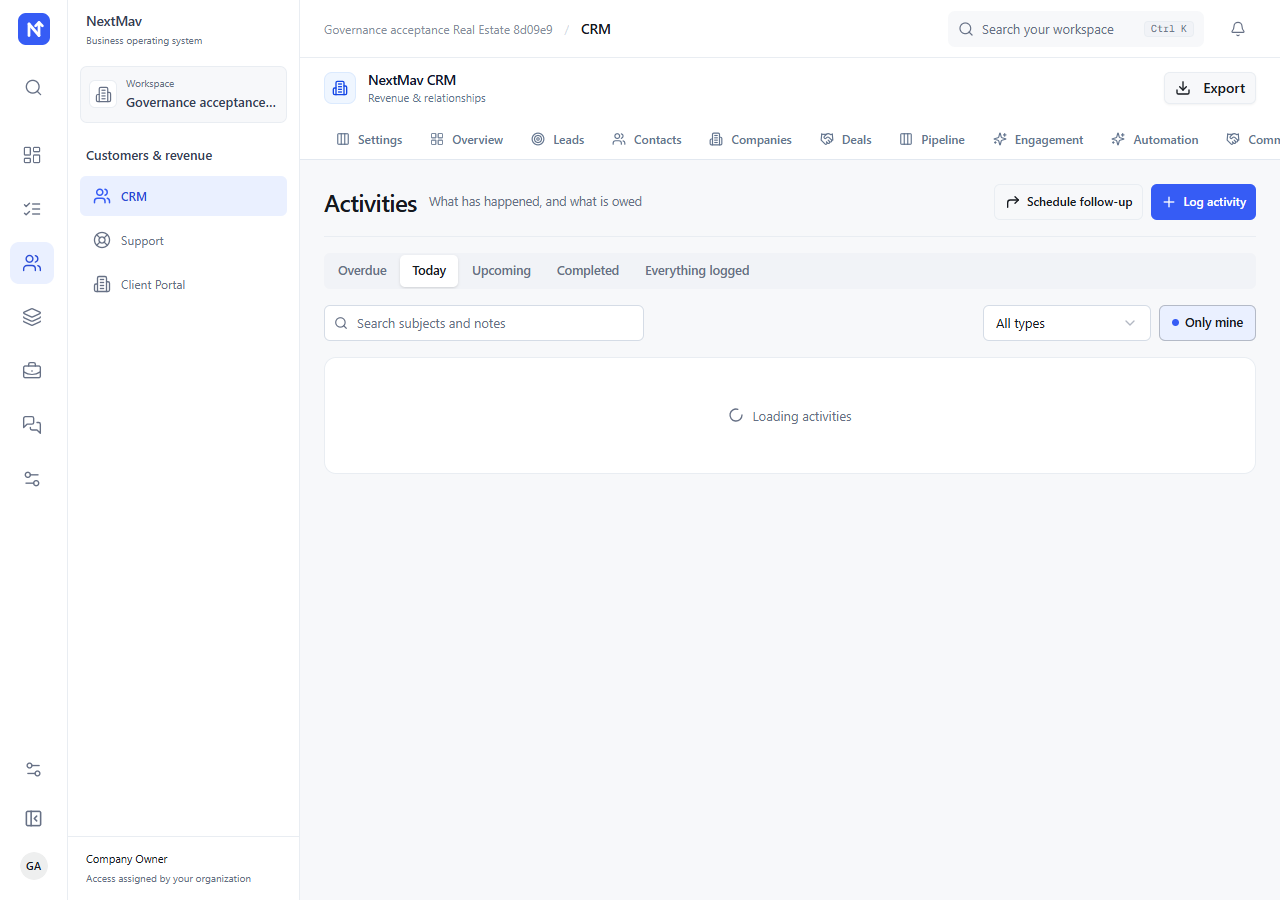 NextMav
Business operating system
Workspace
Governance acceptance...
Customers & revenue
CRM
Support
Client Portal
Company Owner
Access assigned by your organization
GA
Governance acceptance Real Estate 8d09e9 / CRM
Search your workspace Ctrl K
NextMav CRM
Revenue & relationships
Export
Settings Overview Leads Contacts Companies Deals Pipeline Engagement Automation Comm
Activities What has happened, and what is owed
Schedule follow-up Log activity
Overdue Today Upcoming Completed Everything logged
Search subjects and notes All types Only mine
Loading activities